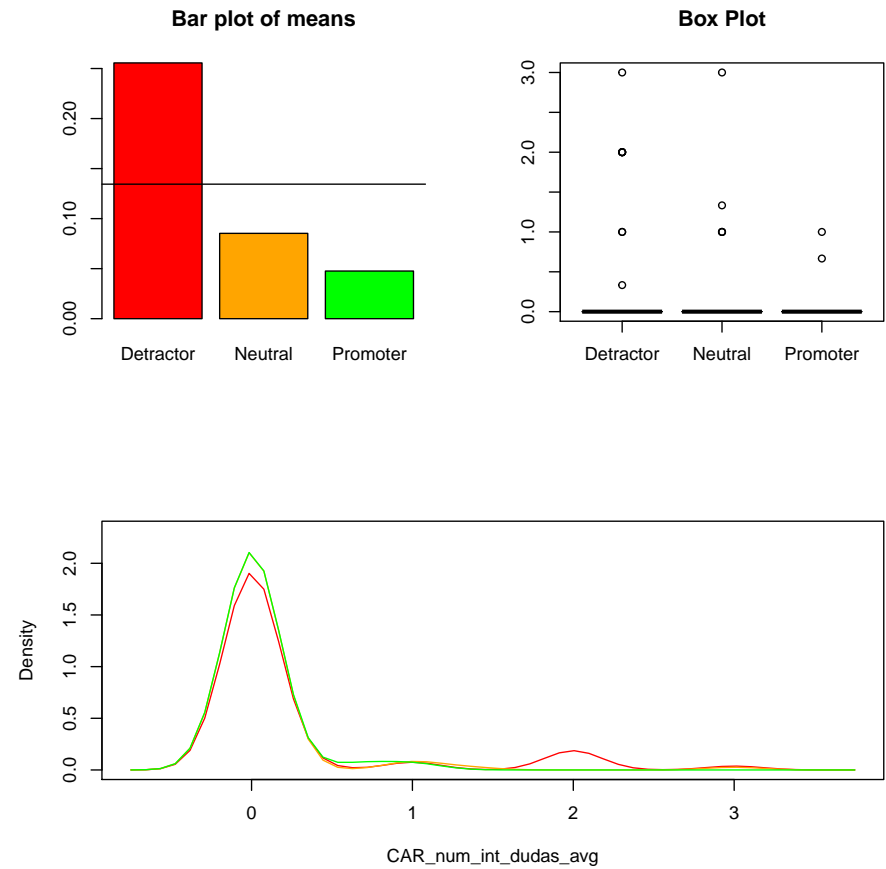 Bar plot of means
0.20
0.10
0.00
Detractor Neutral Promoter
Box Plot
3.0
2.0
1.0
0.0
Detractor Neutral Promoter
Density
2.0
1.5
1.0
0.5
0.0
0 1 2 3
CAR_num_int_dudas_avg